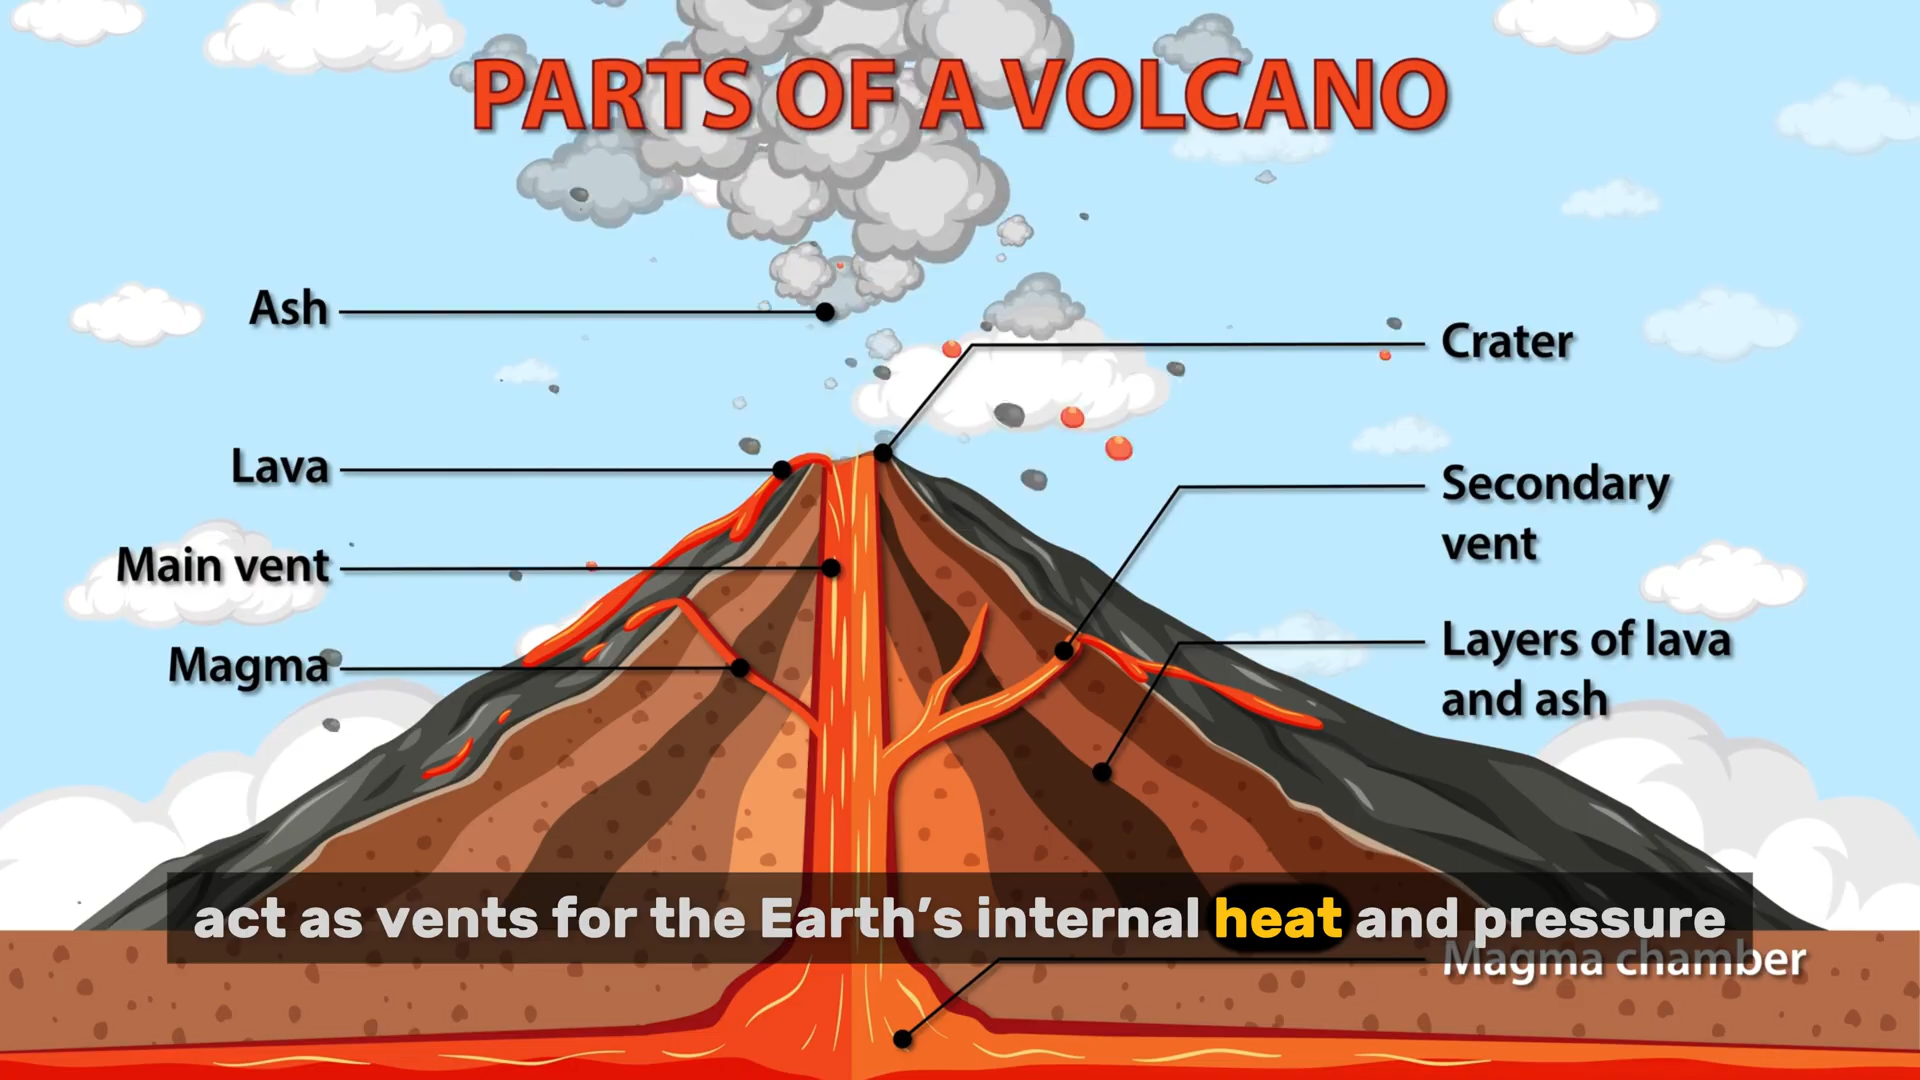 PARTS OF A VOLCANO
Ash
Crater
Lava
Secondary
vent
Main vent
Magma
Layers of lava
and ash
act as vents for the Earth's internal heat and pressure
Magma chamber